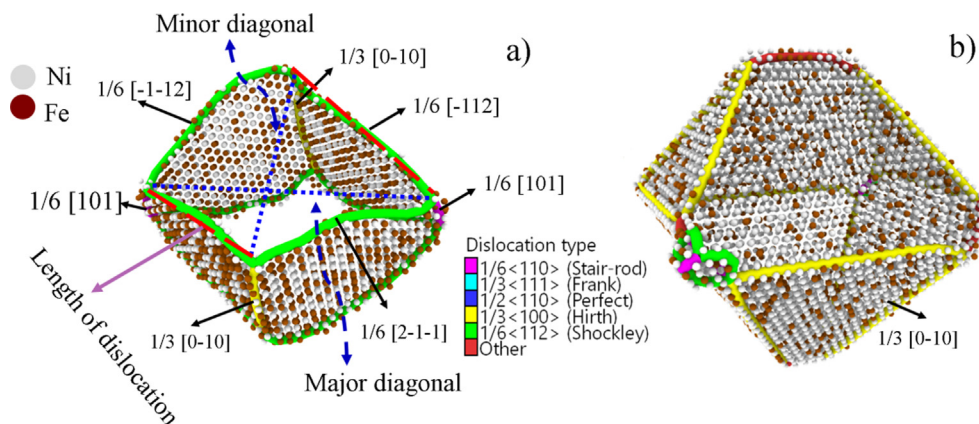 Minor diagonal
a)
b)
Ni
Fe
1/3 [0-10]
1/6 [-1-12]
1/6 [-112]
1/6 [101]
1/6 [101]
Length of dislocation
Dislocation type
1/6<110> (Stair-rod)
1/3<111> (Frank)
1/2<110> (Perfect)
1/3<100> (Hirth)
1/6<112> (Shockley)
Other
1/3 [0-10]
1/6 [2-1-1]
1/3 [0-10]
Major diagonal